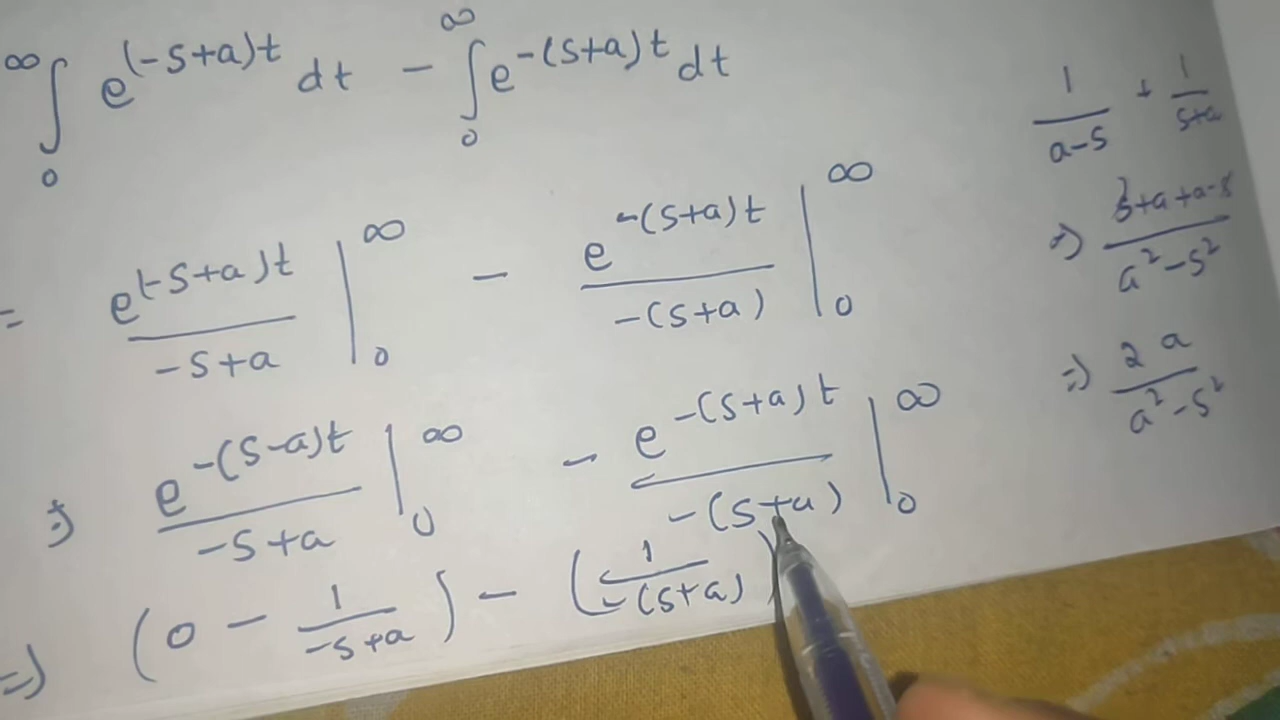 ∞∫0 e^(-s+a)t dt - ∞∫0 e^-(s+a)t dt
= e^(-s+a)t / -s+a |0^∞ - e^-(s+a)t / -(s+a) |0^∞
⇒ e^-(s-a)t / -s+a |0^∞ - e^-(s+a)t / -(s+a) |0^∞
⇒ (0 - 1 / -s+a) - (1 / -(s+a))
1 / a-s + 1 / s+a
⇒ s+a+a-s / a²-s²
⇒ 2a / a²-s²